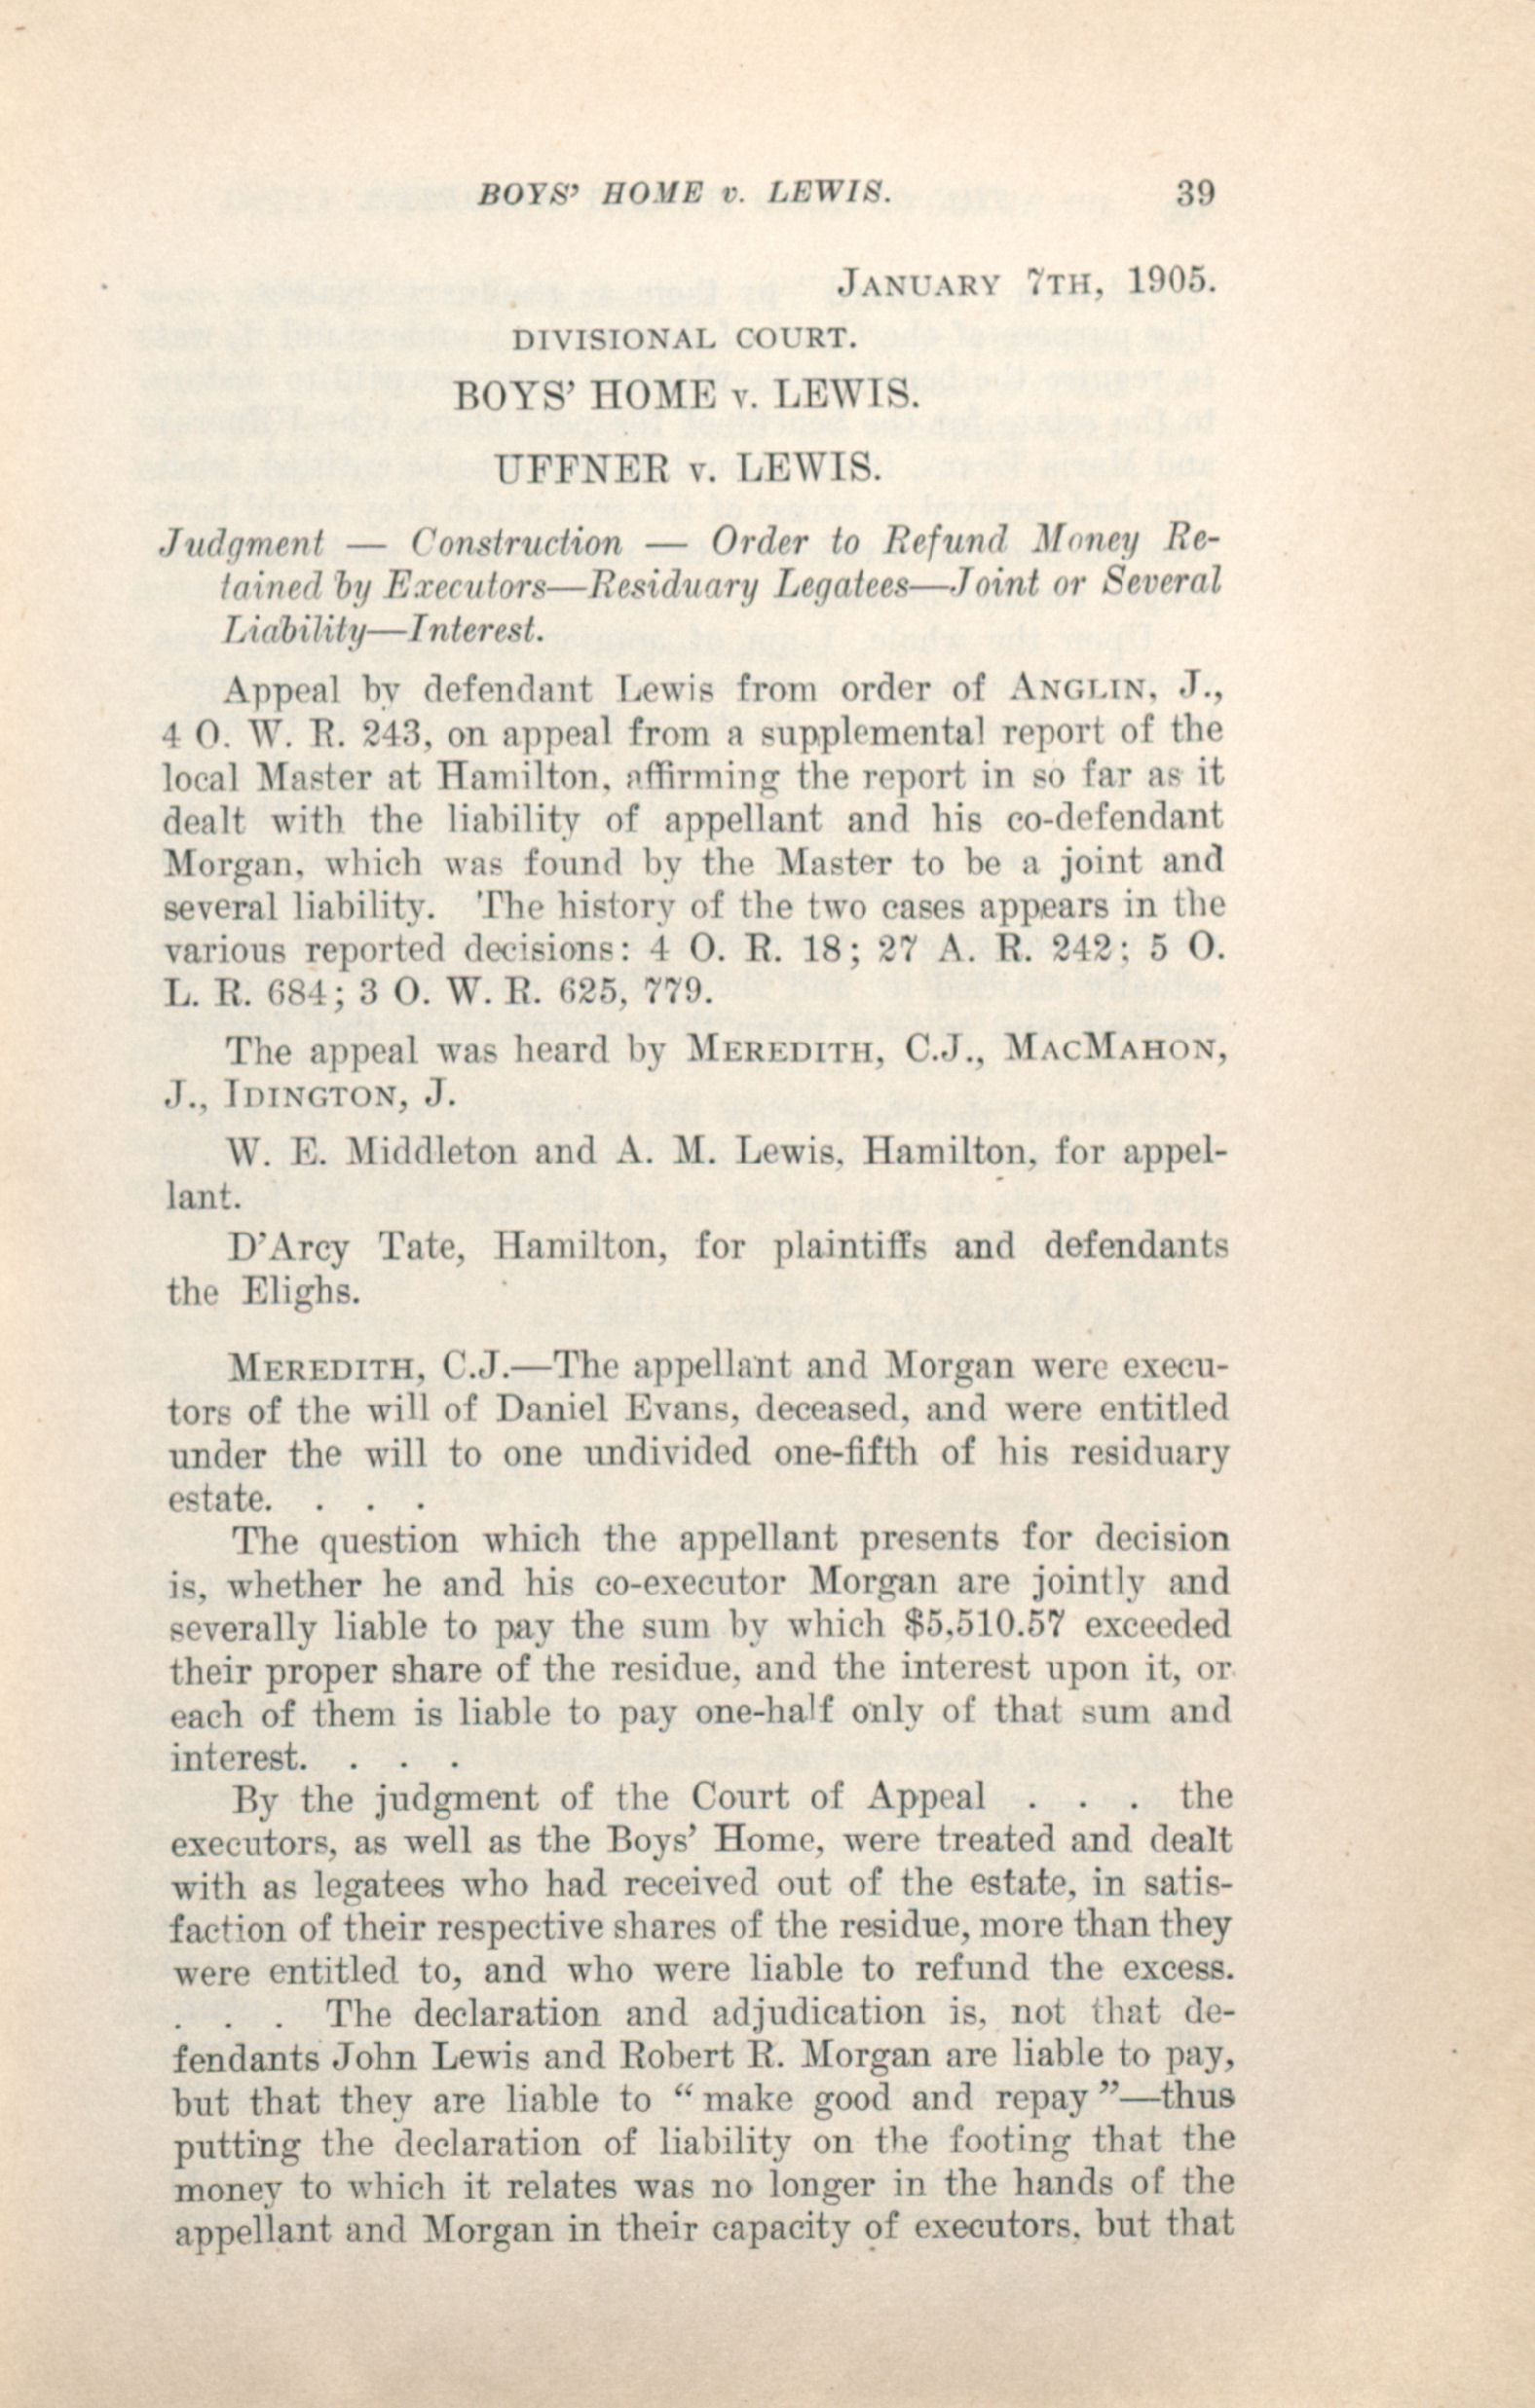 BOYS' HOME v. LEWIS. 39
JANUARY 7TH, 1905.
DIVISIONAL COURT.
BOYS' HOME v. LEWIS.
UFFNER v. LEWIS.
Judgment — Construction — Order to Refund Money Re-
tained by Executors—Residuary Legatees—Joint or Several
Liability—Interest.
Appeal by defendant Lewis from order of ANGLIN, J.,
4 O. W. R. 243, on appeal from a supplemental report of the
local Master at Hamilton, affirming the report in so far as it
dealt with the liability of appellant and his co-defendant
Morgan, which was found by the Master to be a joint and
several liability. The history of the two cases appears in the
various reported decisions: 4 O. R. 18; 27 A. R. 242; 5 O.
L. R. 684; 3 O. W. R. 625, 779.
The appeal was heard by MEREDITH, C.J., MACMAHON,
J., IDINGTON, J.
W. E. Middleton and A. M. Lewis, Hamilton, for appel-
lant.
D'Arcy Tate, Hamilton, for plaintiffs and defendants
the Elighs.
MEREDITH, C.J.—The appellant and Morgan were execu-
tors of the will of Daniel Evans, deceased, and were entitled
under the will to one undivided one-fifth of his residuary
estate. . . .
The question which the appellant presents for decision
is, whether he and his co-executor Morgan are jointly and
severally liable to pay the sum by which $5,510.57 exceeded
their proper share of the residue, and the interest upon it, or
each of them is liable to pay one-half only of that sum and
interest. . . .
By the judgment of the Court of Appeal . . . the
executors, as well as the Boys' Home, were treated and dealt
with as legatees who had received out of the estate, in satis-
faction of their respective shares of the residue, more than they
were entitled to, and who were liable to refund the excess.
. . . The declaration and adjudication is, not that de-
fendants John Lewis and Robert R. Morgan are liable to pay,
but that they are liable to "make good and repay"—thus
putting the declaration of liability on the footing that the
money to which it relates was no longer in the hands of the
appellant and Morgan in their capacity of executors, but that